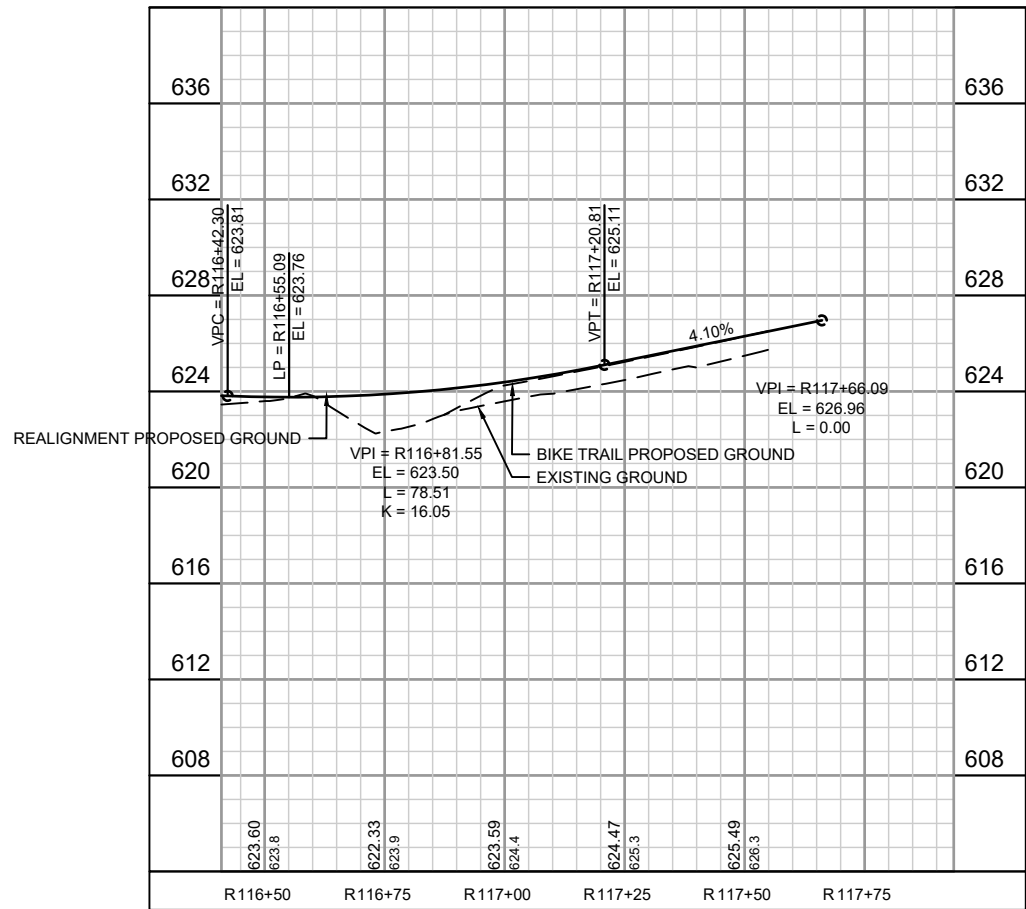 636
636
632
632
VPC = R116+42.30
EL = 623.81
LP = R116+55.09
EL = 623.76
VPT = R117+20.81
EL = 625.11
628
628
4.10%
624
624
VPI = R117+66.09
EL = 626.96
L = 0.00
REALIGNMENT PROPOSED GROUND
VPI = R116+81.55
EL = 623.50
L = 78.51
K = 16.05
BIKE TRAIL PROPOSED GROUND
EXISTING GROUND
620
620
616
616
612
612
608
608
623.60
623.8
622.33
623.9
623.59
624.4
624.47
625.3
625.49
626.3
R116+50
R116+75
R117+00
R117+25
R117+50
R117+75